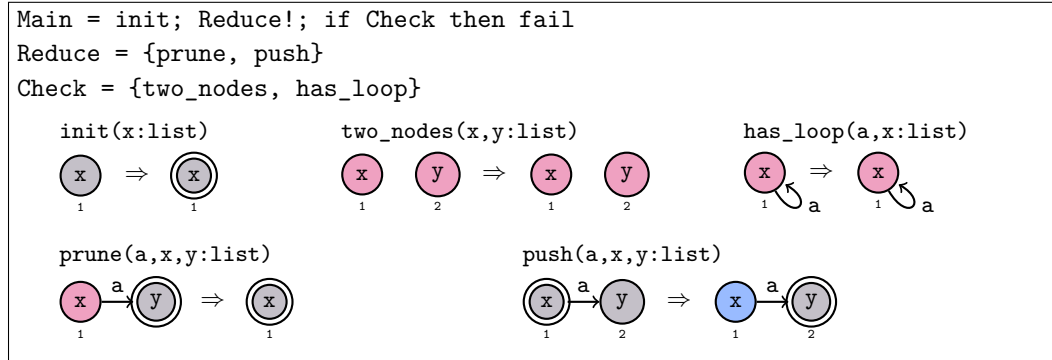 Main = init; Reduce!; if Check then fail
Reduce = {prune, push}
Check = {two_nodes, has_loop}
init(x:list) two_nodes(x,y:list) has_loop(a,x:list)
x ⇒ x x y ⇒ x y x a ⇒ x a
1 1 1 2 1 2 1 1
prune(a,x,y:list) push(a,x,y:list)
x a y ⇒ x x a y ⇒ x a y
1 1 1 2 1 2